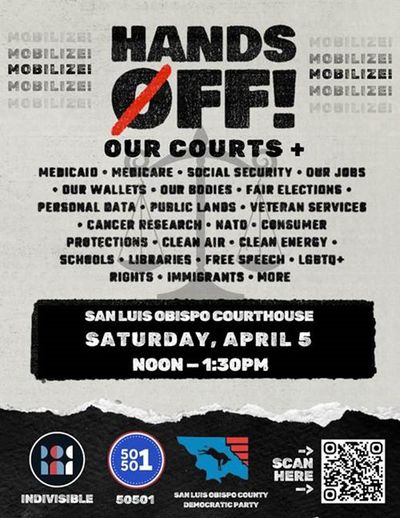 MOBILIZE!
MOBILIZE!
MOBILIZE!
MOBILIZE!
MOBILIZE!
HANDS
OFF!
MOBILIZE!
MOBILIZE!
MOBILIZE!
MOBILIZE!
MOBILIZE!
OUR COURTS +
MEDICAID • MEDICARE • SOCIAL SECURITY • OUR JOBS
• OUR WALLETS • OUR BODIES • FAIR ELECTIONS •
PERSONAL DATA • PUBLIC LANDS • VETERAN SERVICES
• CANCER RESEARCH • NATO • CONSUMER
PROTECTIONS • CLEAN AIR • CLEAN ENERGY •
SCHOOLS • LIBRARIES • FREE SPEECH • LGBTQ+
RIGHTS • IMMIGRANTS • MORE
SAN LUIS OBISPO COURTHOUSE
SATURDAY, APRIL 5
NOON – 1:30PM
INDIVISIBLE
50
50
1
50501
SAN LUIS OBISPO COUNTY
DEMOCRATIC PARTY
SCAN
HERE